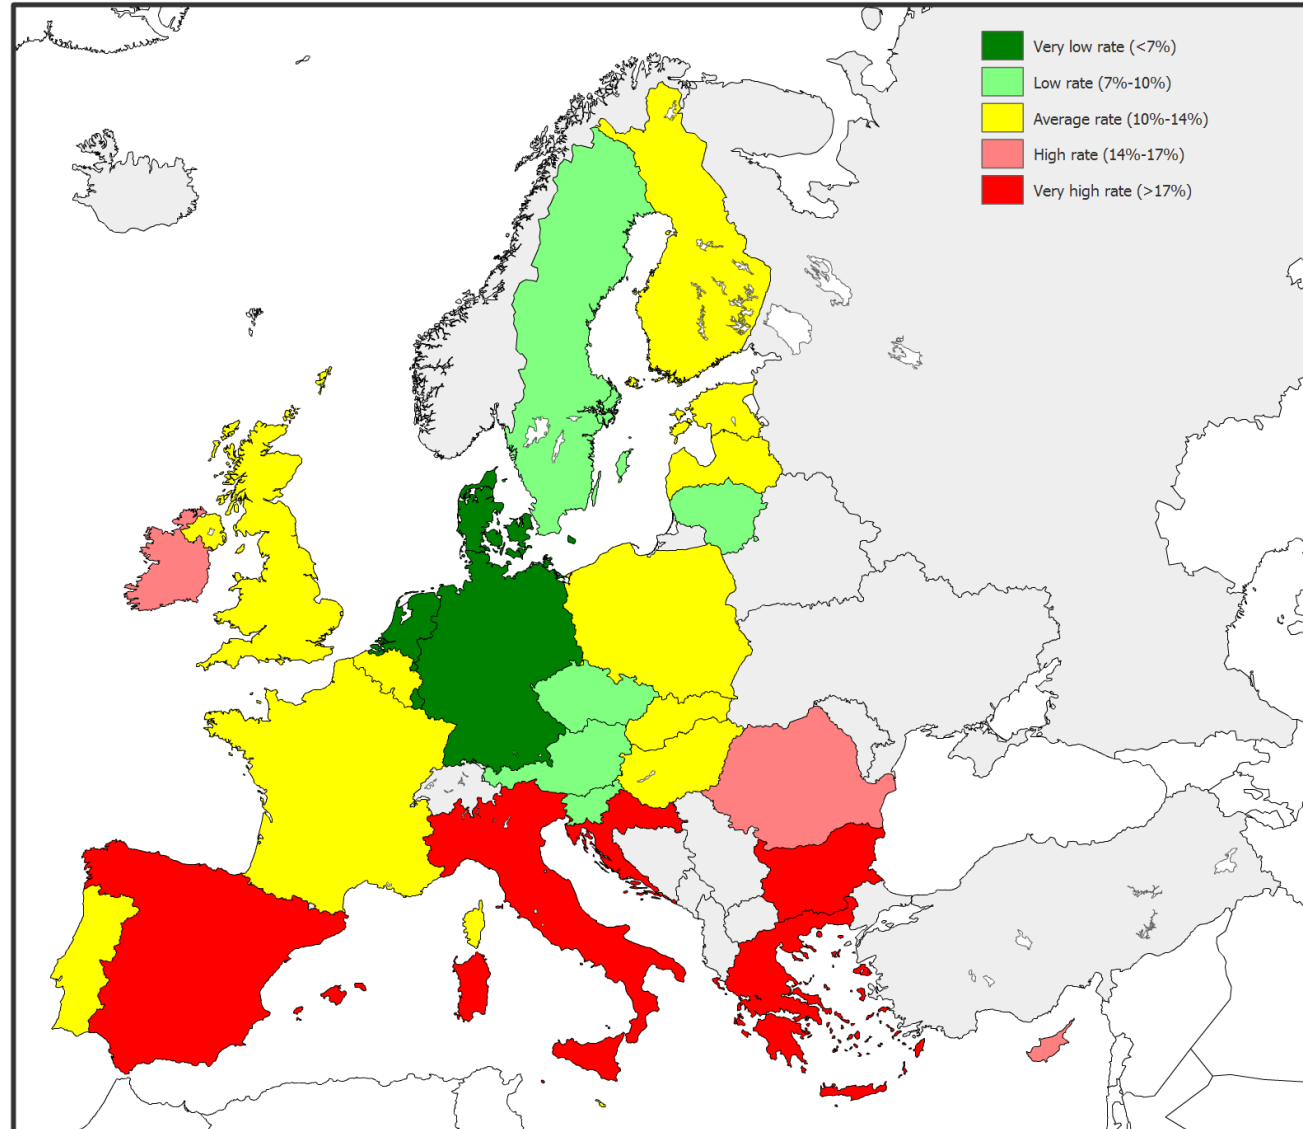 Very low rate (<7%)
Low rate (7%-10%)
Average rate (10%-14%)
High rate (14%-17%)
Very high rate (>17%)